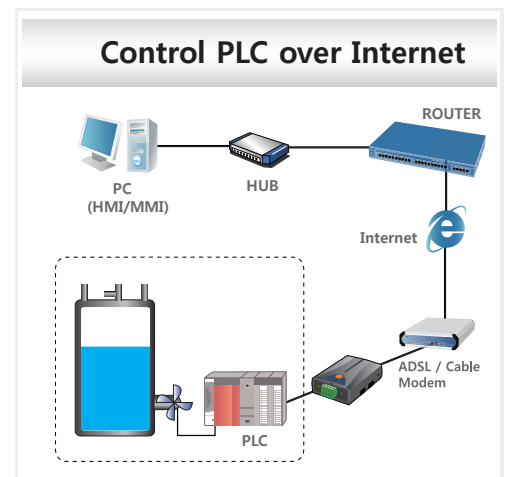 Control PLC over Internet
ROUTER
HUB
PC
(HMI/MMI)
Internet
ADSL / Cable
Modem
PLC